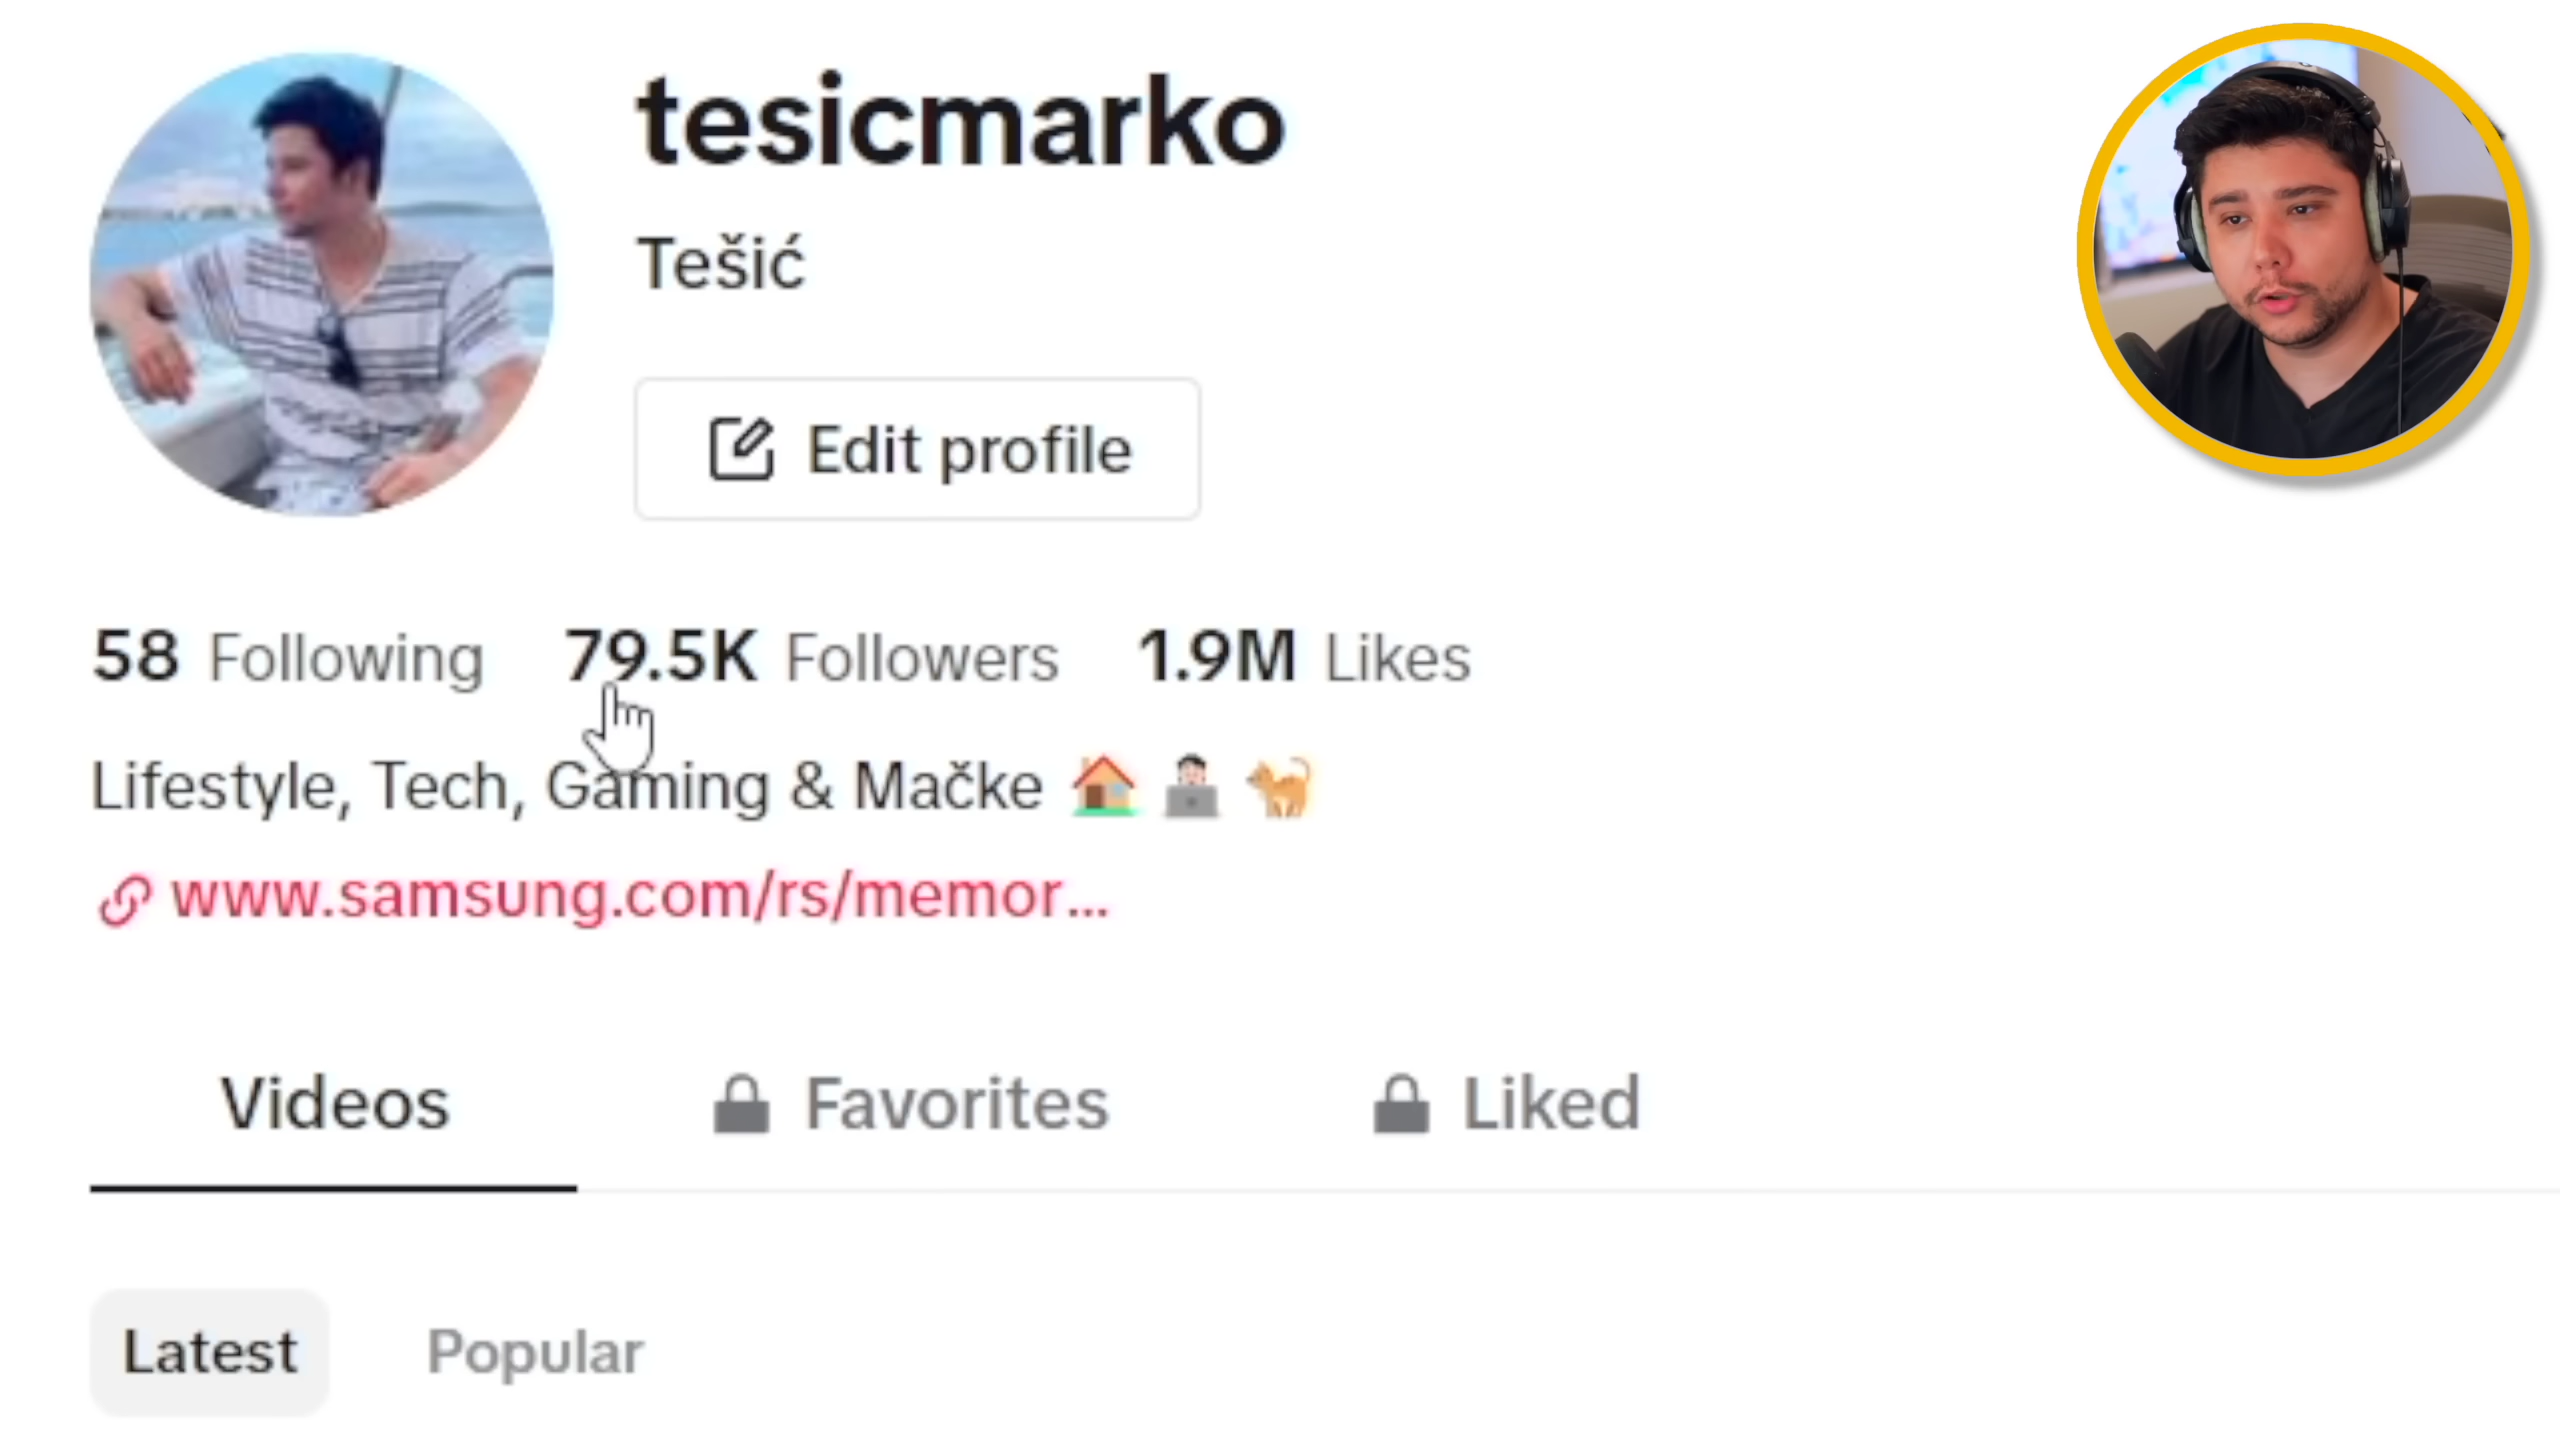 tesicmarko
Tešić
Edit profile
58 Following 79.5K Followers 1.9M Likes
Lifestyle, Tech, Gaming & Mačke 🏠 👨🏻‍💻 🐈
www.samsung.com/rs/memor...
Videos Favorites Liked
Latest Popular